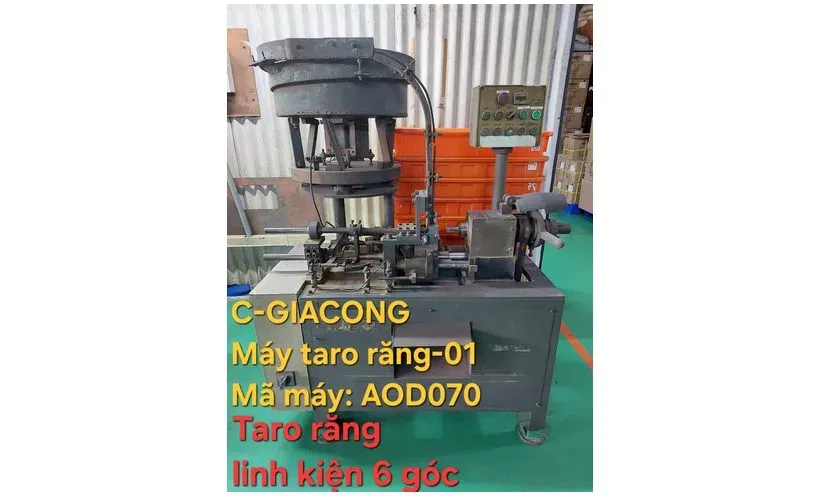 C-GIACONG
Máy taro răng-01
Mã máy: AOD070
Taro răng
linh kiện 6 góc